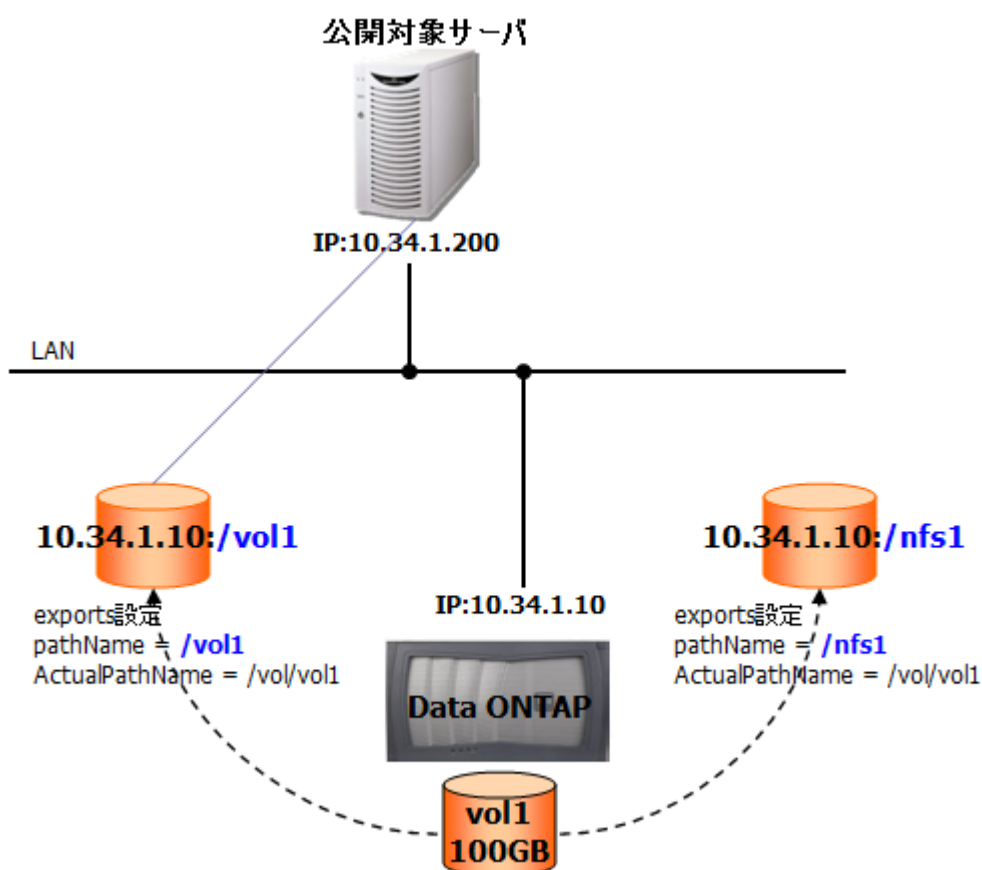 公開対象サーバ
IP:10.34.1.200
LAN
10.34.1.10:/vol1
exports設定
pathName = /vol1
ActualPathName = /vol/vol1
10.34.1.10:/nfs1
exports設定
pathName = /nfs1
ActualPathName = /vol/vol1
IP:10.34.1.10
Data ONTAP
vol1
100GB